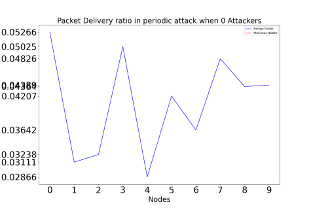 Packet Delivery ratio in periodic attack when 0 Attackers
0.05266
0.05025
0.04826
0.04207
0.03642
0.03238
0.03111
0.02866
0 1 2 3 4 5 6 7 8 9
Nodes